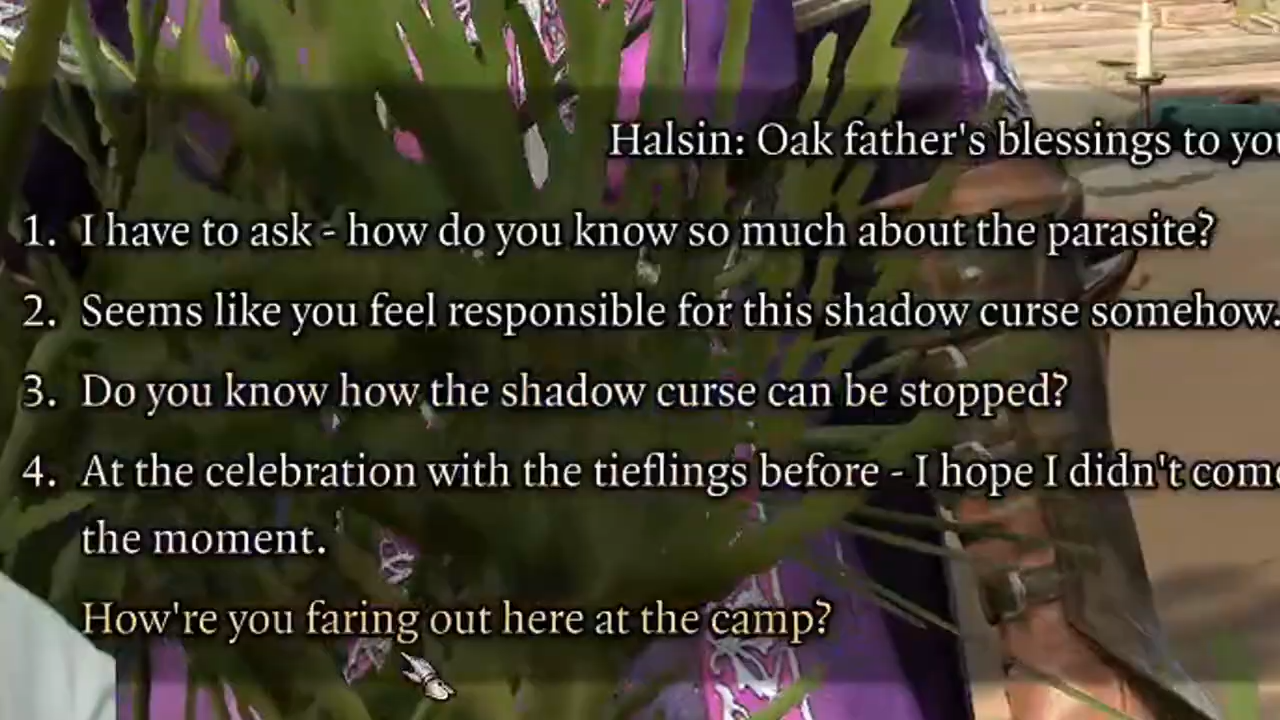 Halsin: Oak father's blessings to you
1. I have to ask - how do you know so much about the parasite?
2. Seems like you feel responsible for this shadow curse somehow.
3. Do you know how the shadow curse can be stopped?
4. At the celebration with the tieflings before - I hope I didn't come
the moment.
How're you faring out here at the camp?